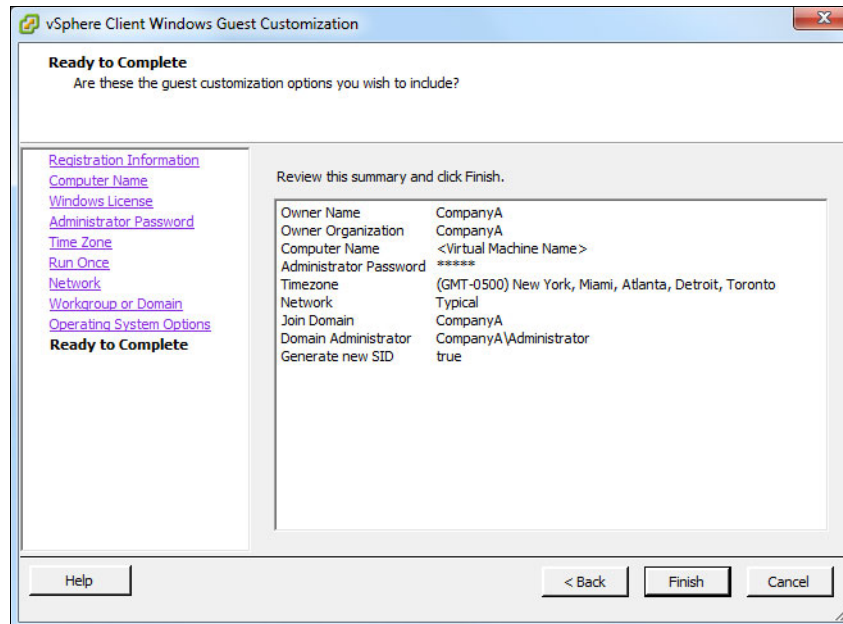 vSphere Client Windows Guest Customization
Ready to Complete
Are these the guest customization options you wish to include?
Registration Information
Computer Name
Windows License
Administrator Password
Time Zone
Run Once
Network
Workgroup or Domain
Operating System Options
Ready to Complete
Review this summary and click Finish.
Owner Name CompanyA
Owner Organization CompanyA
Computer Name <Virtual Machine Name>
Administrator Password *****
Timezone (GMT-0500) New York, Miami, Atlanta, Detroit, Toronto
Network Typical
Join Domain CompanyA
Domain Administrator CompanyA\Administrator
Generate new SID true
Help < Back Finish Cancel